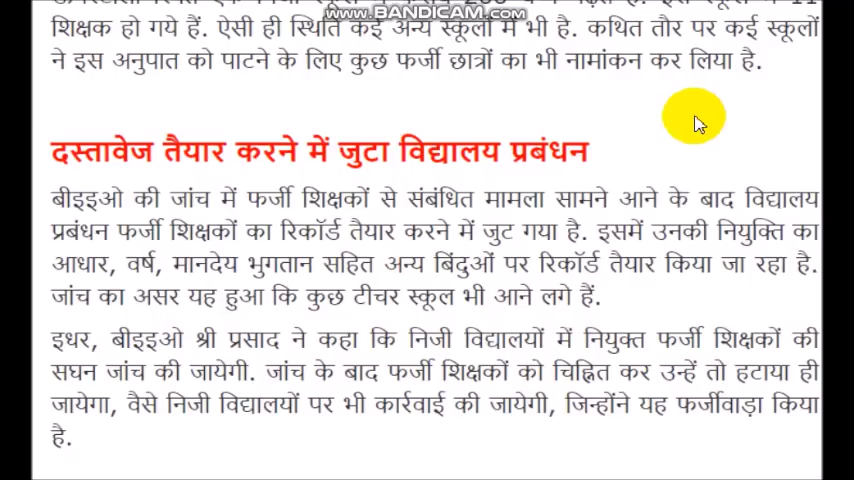 www.BANDICAM.com
शिक्षक हो गये हैं. ऐसी ही स्थिति कई अन्य स्कूलों में भी है. कथित तौर पर कई स्कूलों
ने इस अनुपात को पाटने के लिए कुछ फर्जी छात्रों का भी नामांकन कर लिया है.
दस्तावेज तैयार करने में जुटा विद्यालय प्रबंधन
बीइइओ की जांच में फर्जी शिक्षकों से संबंधित मामला सामने आने के बाद विद्यालय
प्रबंधन फर्जी शिक्षकों का रिकॉर्ड तैयार करने में जुट गया है. इसमें उनकी नियुक्ति का
आधार, वर्ष, मानदेय भुगतान सहित अन्य बिंदुओं पर रिकॉर्ड तैयार किया जा रहा है.
जांच का असर यह हुआ कि कुछ टीचर स्कूल भी आने लगे हैं.
इधर, बीइइओ श्री प्रसाद ने कहा कि निजी विद्यालयों में नियुक्त फर्जी शिक्षकों की
सघन जांच की जायेगी. जांच के बाद फर्जी शिक्षकों को चिह्नित कर उन्हें तो हटाया ही
जायेगा, वैसे निजी विद्यालयों पर भी कार्रवाई की जायेगी, जिन्होंने यह फर्जीवाड़ा किया
है.